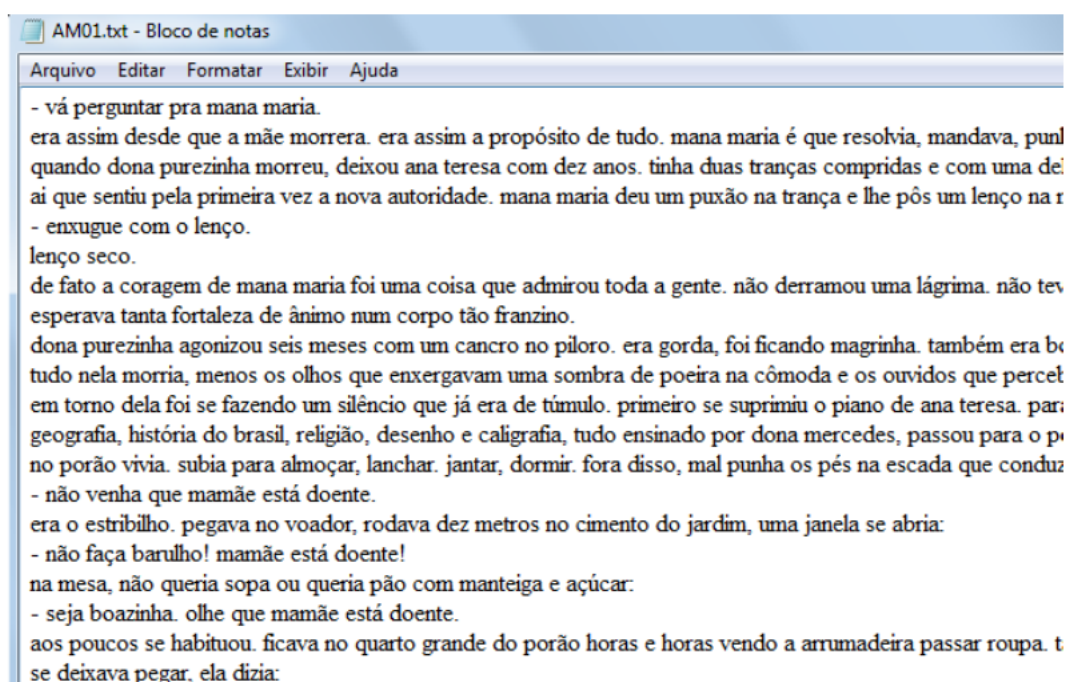 AM01.txt - Bloco de notas
Arquivo Editar Formatar Exibir Ajuda
- vá perguntar pra mana maria.
era assim desde que a mãe morrera. era assim a propósito de tudo. mana maria é que resolvia, mandava,
quando dona purezinha morreu, deixou ana teresa com dez anos. tinha duas tranças compridas e com uma
ai que sentiu pela primeira vez a nova autoridade. mana maria deu um puxão na trança e lhe pôs um lenço na
- enxugue com o lenço.
lenço seco.
de fato a coragem de mana maria foi uma coisa que admirou toda a gente. não derramou uma lágrima. não
esperava tanta fortaleza de ânimo num corpo tão franzino.
dona purezinha agonizou seis meses com um cancro no piloro. era gorda, foi ficando magrinha. também era
tudo nela morria, menos os olhos que enxergavam uma sombra de poeira na cômoda e os ouvidos que
em torno dela foi se fazendo um silêncio que já era de túmulo. primeiro se suprimiu o piano de ana teresa.
geografia, história do brasil, religião, desenho e caligrafia, tudo ensinado por dona mercedes, passou para o
no porão vivia. subia para almoçar, lanchar. jantar, dormir. fora disso, mal punha os pés na escada que
- não venha que mamãe está doente.
era o estribilho. pegava no voador, rodava dez metros no cimento do jardim, uma janela se abria:
- não faça barulho! mamãe está doente!
na mesa, não queria sopa ou queria pão com manteiga e açúcar:
- seja boazinha. olhe que mamãe está doente.
aos poucos se habituou. ficava no quarto grande do porão horas e horas vendo a arrumadeira passar roupa.
se deixava pegar, ela dizia: